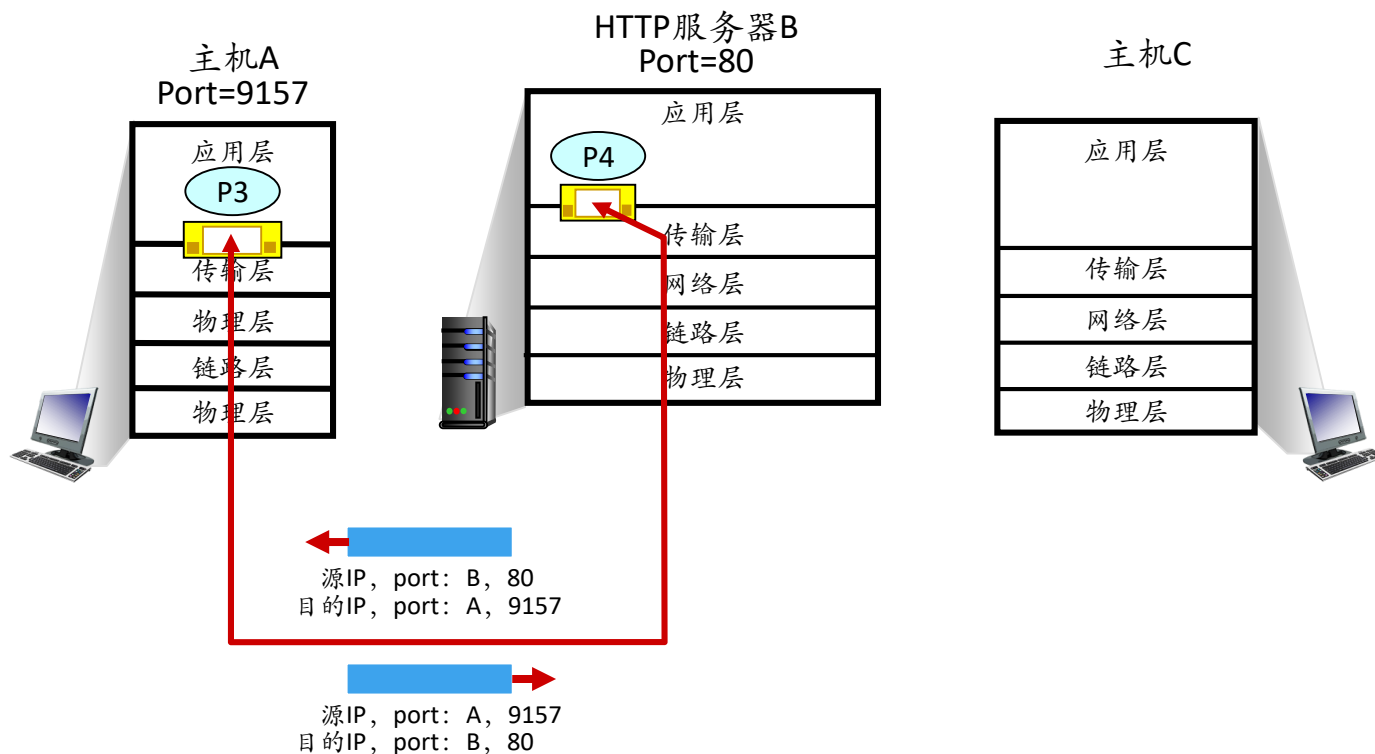 主机A
Port=9157
应用层
P3
传输层
物理层
链路层
物理层
HTTP服务器B
Port=80
应用层
P4
传输层
网络层
链路层
物理层
主机C
应用层
传输层
网络层
链路层
物理层
源IP，port：B，80
目的IP，port：A，9157
源IP，port：A，9157
目的IP，port：B，80